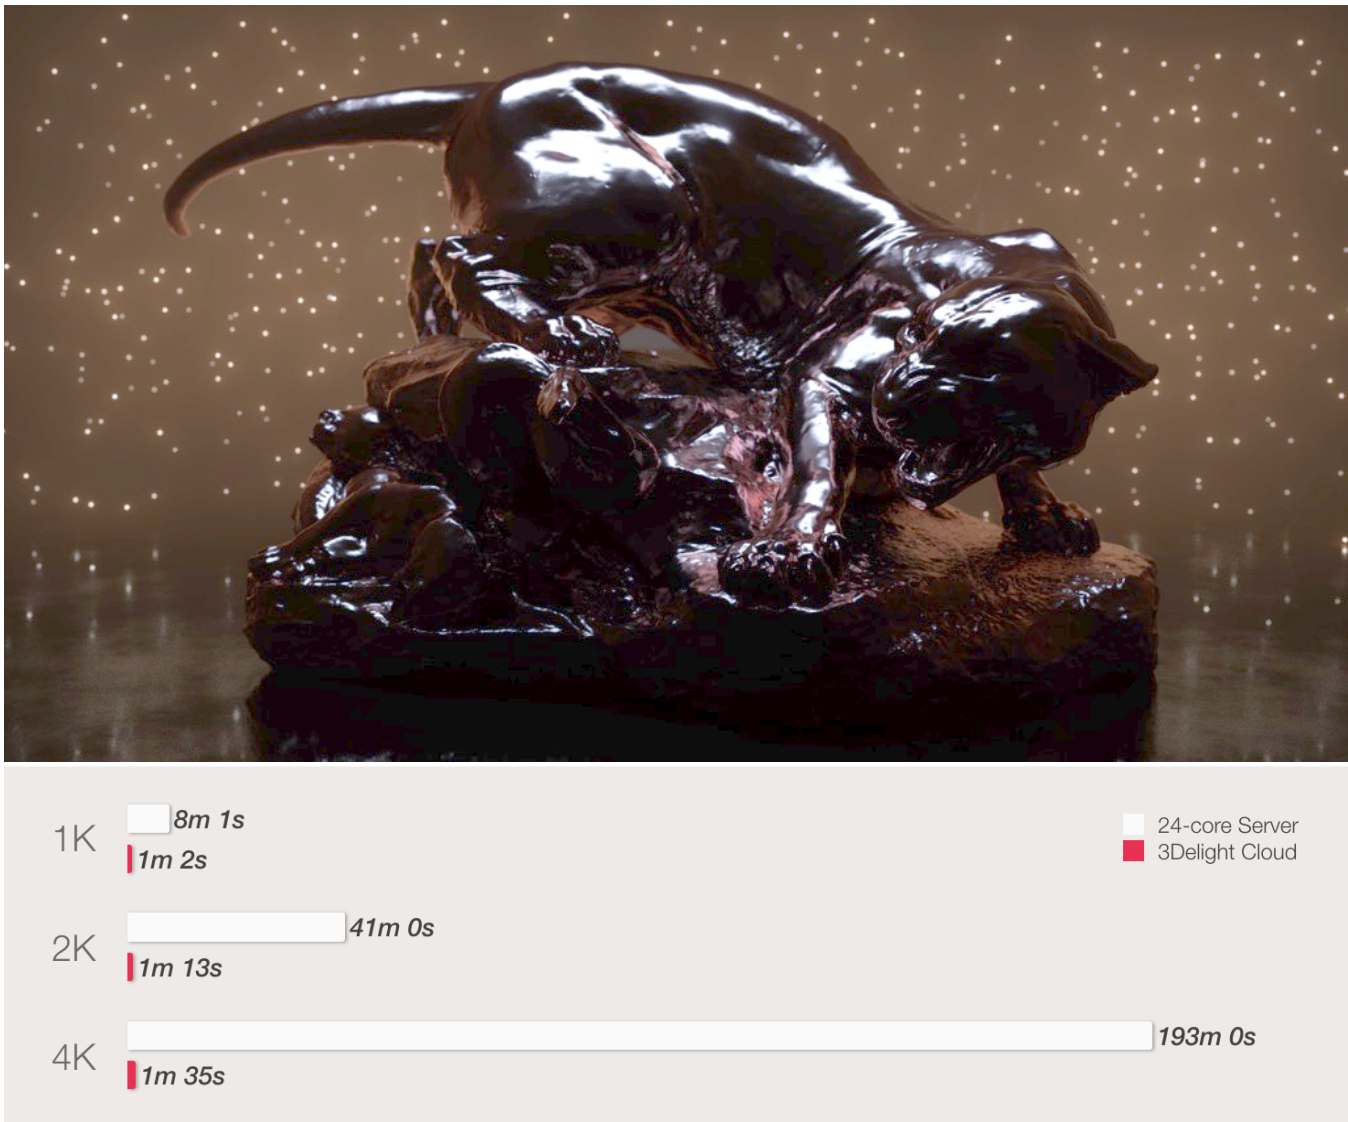 1K
8m 1s
1m 2s
24-core Server
3Delight Cloud
2K
41m 0s
1m 13s
4K
193m 0s
1m 35s